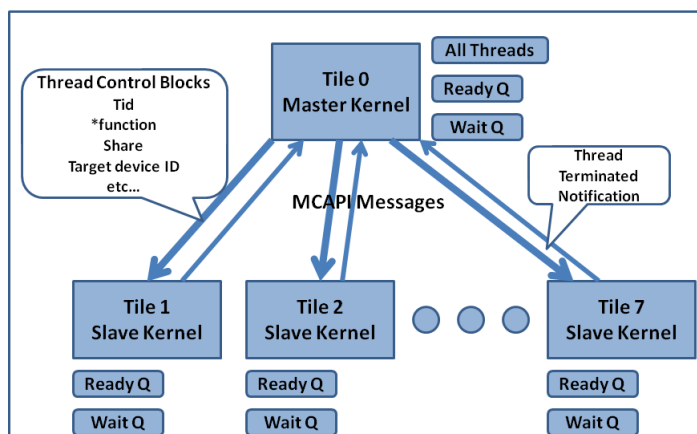 Thread Control Blocks
Tid
*function
Share
Target device ID
etc...
Tile 0
Master Kernel
All Threads
Ready Q
Wait Q
Thread
Terminated
Notification
MCAPI Messages
Tile 1
Slave Kernel
Tile 2
Slave Kernel
Tile 7
Slave Kernel
Ready Q
Ready Q
Ready Q
Wait Q
Wait Q
Wait Q